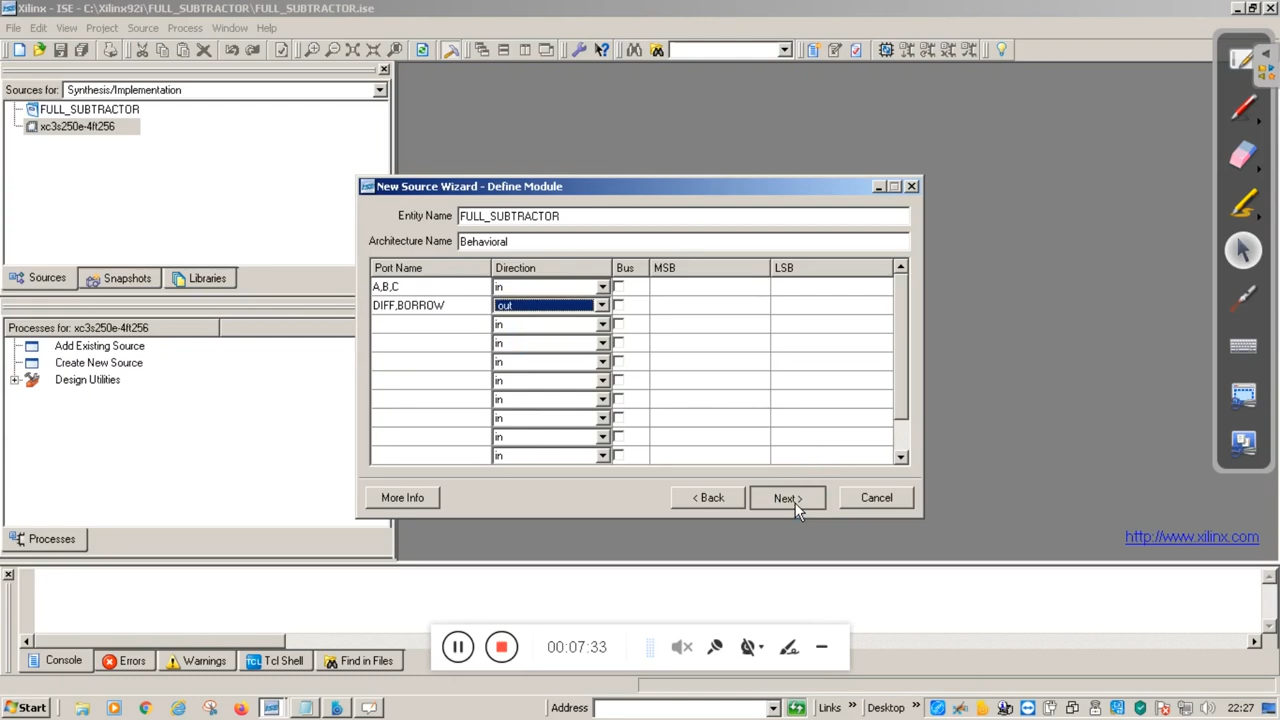 Xilinx - ISE - C:\Xilinx92i\FULL_SUBTRACTOR\FULL_SUBTRACTOR.ise
File Edit View Project Source Process Window Help
Sources for: Synthesis/Implementation
FULL_SUBTRACTOR
xc3s250e-4ft256
Sources Snapshots Libraries
Processes for: xc3s250e-4ft256
Add Existing Source
Create New Source
Design Utilities
Processes
New Source Wizard - Define Module
Entity Name FULL_SUBTRACTOR
Architecture Name Behavioral
Port Name Direction Bus MSB LSB
A,B,C in
DIFF,BORROW out
in
in
in
in
in
in
in
in
More Info < Back Next > Cancel
http://www.xilinx.com
00:07:33
Console Errors Warnings TCL Tcl Shell Find in Files
Start Address Links » Desktop » 22:27